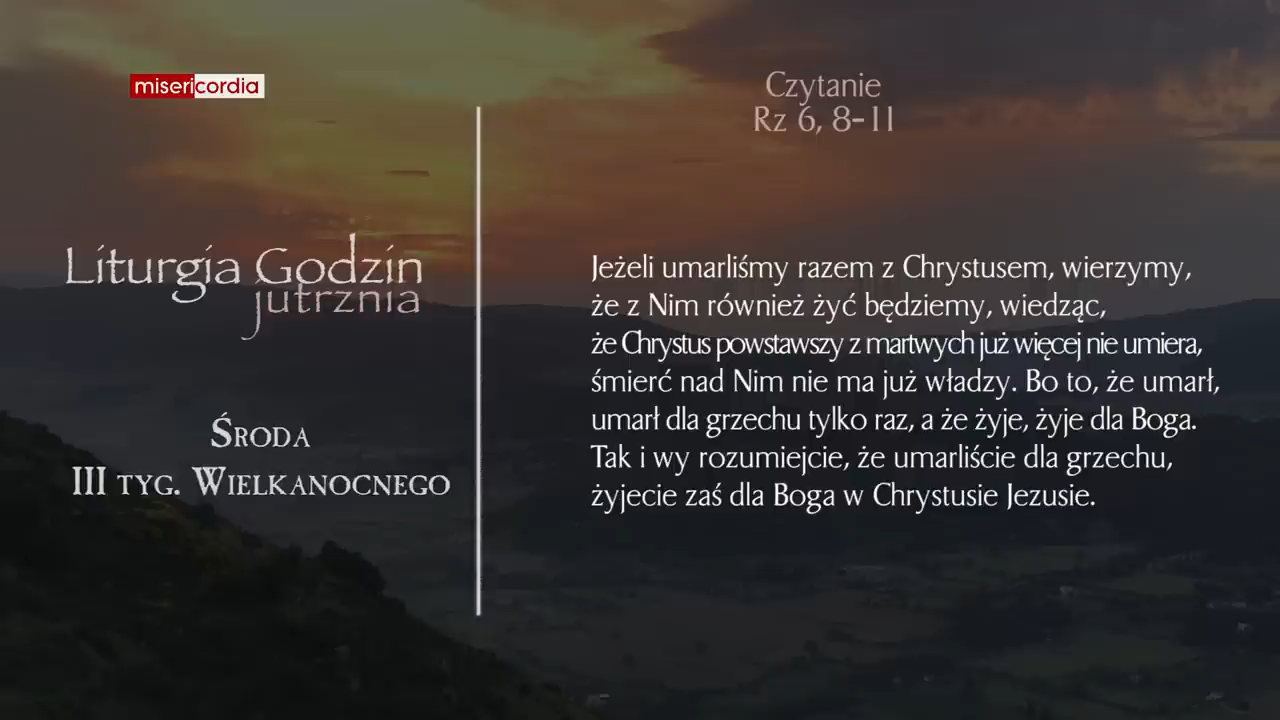 misericordia
Liturgia Godzin
jutrznia
Środa
III tyg. Wielkanocnego
Czytanie
Rz 6, 8-11
Jeżeli umarliśmy razem z Chrystusem, wierzymy,
że z Nim również żyć będziemy, wiedząc,
że Chrystus powstawszy z martwych już więcej nie umiera,
śmierć nad Nim nie ma już władzy. Bo to, że umarł,
umarł dla grzechu tylko raz, a że żyje, żyje dla Boga.
Tak i wy rozumiejcie, że umarliście dla grzechu,
żyjecie zaś dla Boga w Chrystusie Jezusie.